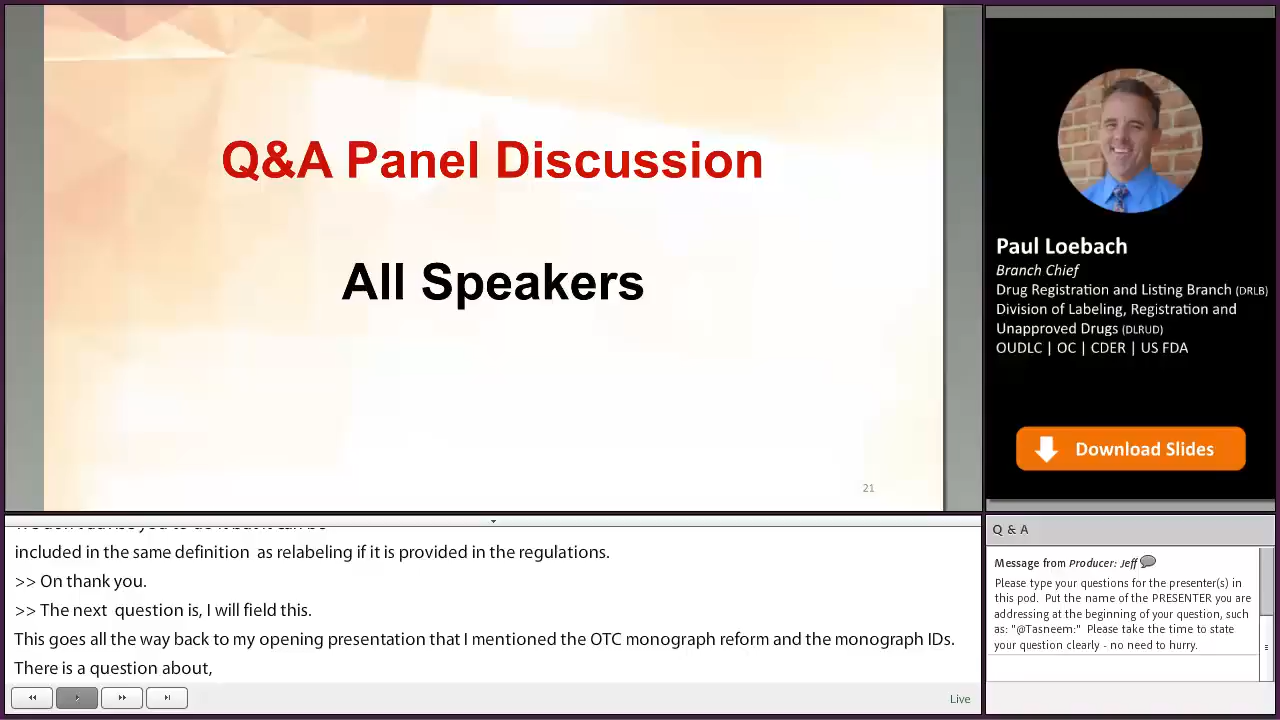 Q&A Panel Discussion
All Speakers
21
Paul Loebach
Branch Chief
Drug Registration and Listing Branch (DRLB)
Division of Labeling, Registration and
Unapproved Drugs (DLRUD)
OUDLC | OC | CDER | US FDA
Download Slides
included in the same definition as relabeling if it is provided in the regulations.
>> On thank you.
>> The next question is, I will field this.
This goes all the way back to my opening presentation that I mentioned the OTC monograph reform and the monograph IDs.
There is a question about,
Live
Q & A
Message from Producer: Jeff
Please type your questions for the presenter(s) in
this pod. Put the name of the PRESENTER you are
addressing at the beginning of your question, such
as: "@Tasneem:" Please take the time to state
your question clearly - no need to hurry.